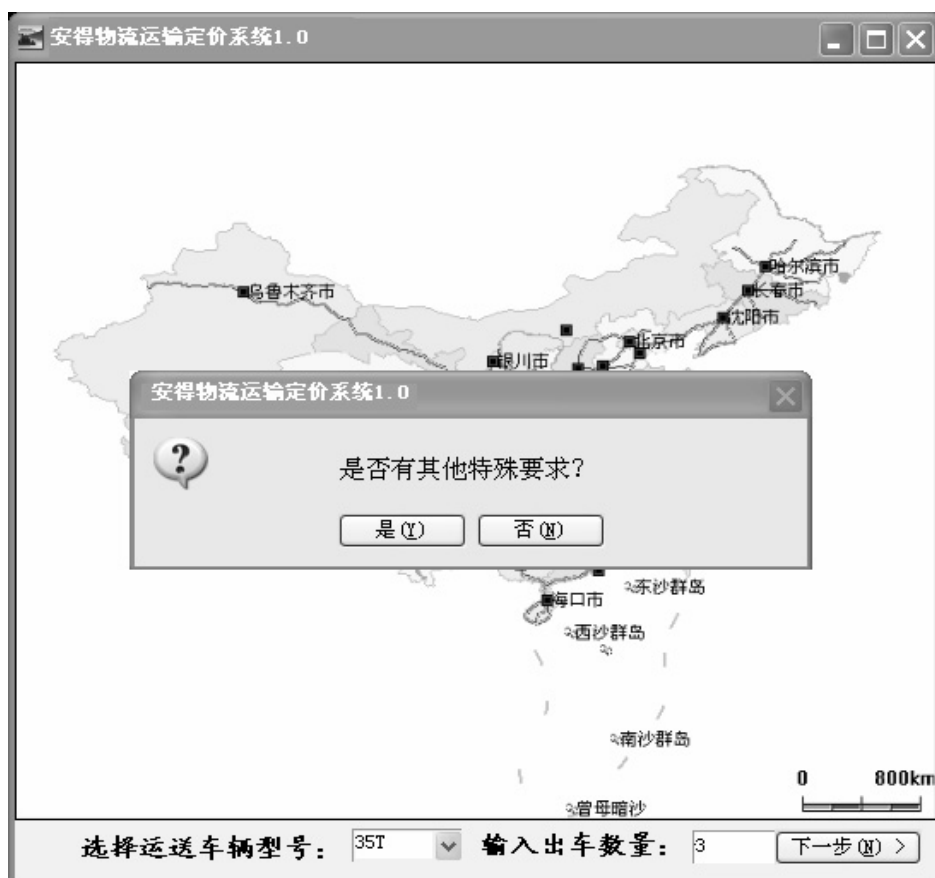 安得物流运输定价系统1.0
哈尔滨市
乌鲁木齐市
长春市
沈阳市
北京市
银川市
安得物流运输定价系统1.0
是否有其他特殊要求?
是(Y) 否(N)
东沙群岛
海口市
西沙群岛
南沙群岛
0 800km
曾母暗沙
选择运送车辆型号: 35T 输入出车数量: 3 下一步(N) >